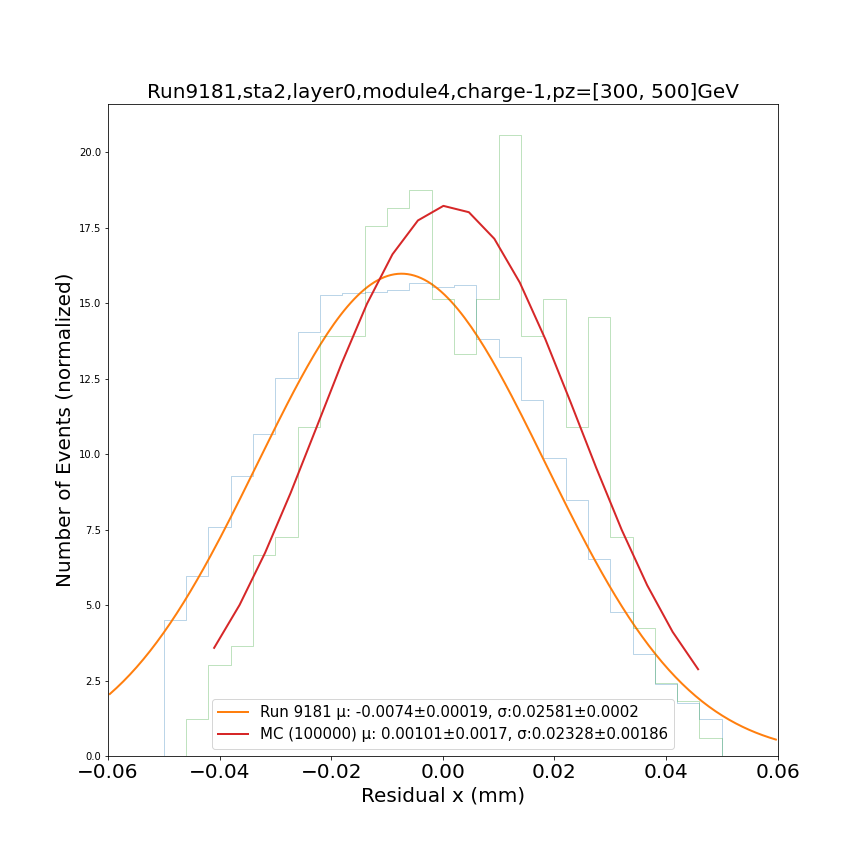 Run9181,sta2,layer0,module4,charge-1,pz=[300, 500]GeV
Number of Events (normalized)
20.0
17.5
15.0
12.5
10.0
7.5
5.0
2.5
0.0
Run 9181 μ: -0.0074±0.00019, σ:0.02581±0.0002
MC (100000) μ: 0.00101±0.0017, σ:0.02328±0.00186
−0.06 −0.04 −0.02 0.00 0.02 0.04 0.06
Residual x (mm)